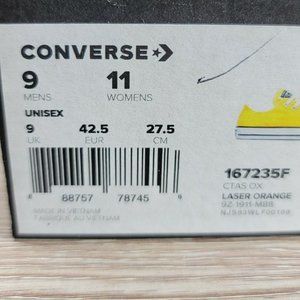 CONVERSE
9 11
MENS WOMENS
UNISEX
9 42.5 27.5
UK EUR CM
88757 78745
167235F
CTAS OX
LASER ORANGE
MADE IN VIETNAM
FABRIQUE AU VIETNAM